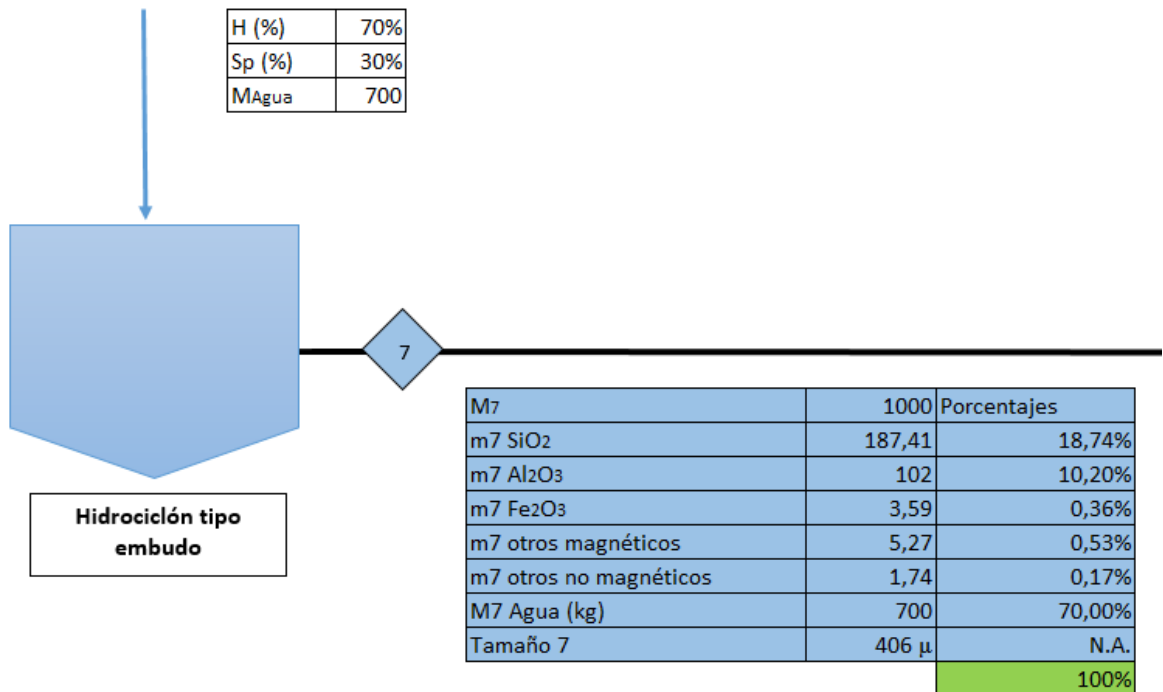 H (%) 70%
Sp (%) 30%
MAgua 700
7
Hidrociclón tipo
embudo
M7 1000 Porcentajes
m7 SiO2 187,41 18,74%
m7 Al2O3 102 10,20%
m7 Fe2O3 3,59 0,36%
m7 otros magnéticos 5,27 0,53%
m7 otros no magnéticos 1,74 0,17%
M7 Agua (kg) 700 70,00%
Tamaño 7 406 μ N.A.
100%